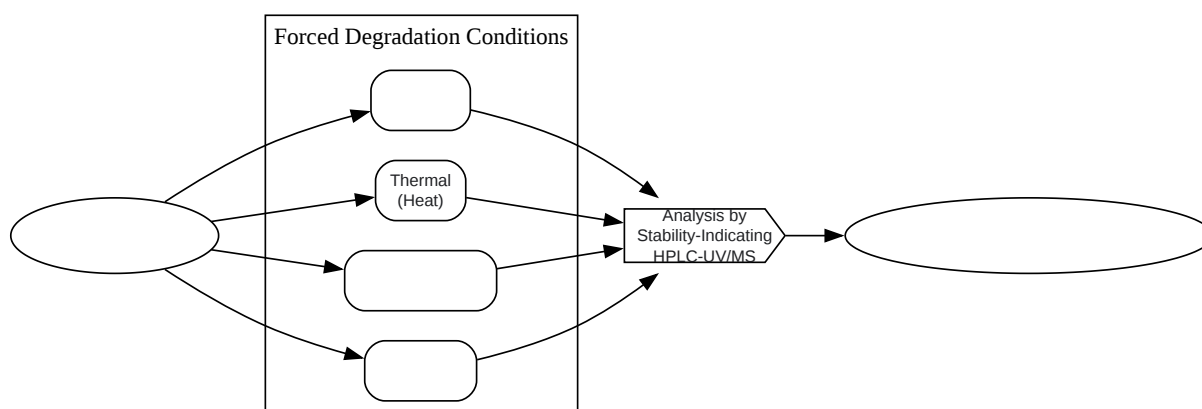 Forced Degradation Conditions
Thermal
(Heat)
Analysis by
Stability-Indicating
HPLC-UV/MS